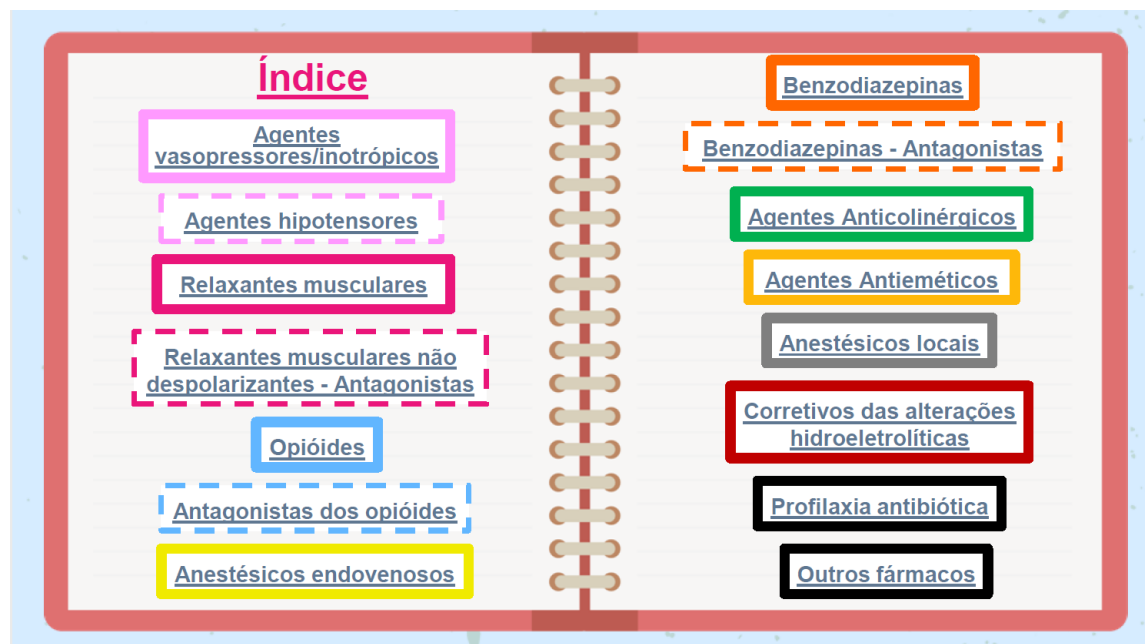 Índice
Agentes
vasopressores/inotrópicos
Agentes hipotensores
Relaxantes musculares
Relaxantes musculares não
despolarizantes - Antagonistas
Opióides
Antagonistas dos opióides
Anestésicos endovenosos
Benzodiazepinas
Benzodiazepinas - Antagonistas
Agentes Anticolinérgicos
Agentes Antieméticos
Anestésicos locais
Corretivos das alterações
hidroeletrolíticas
Profilaxia antibiótica
Outros fármacos